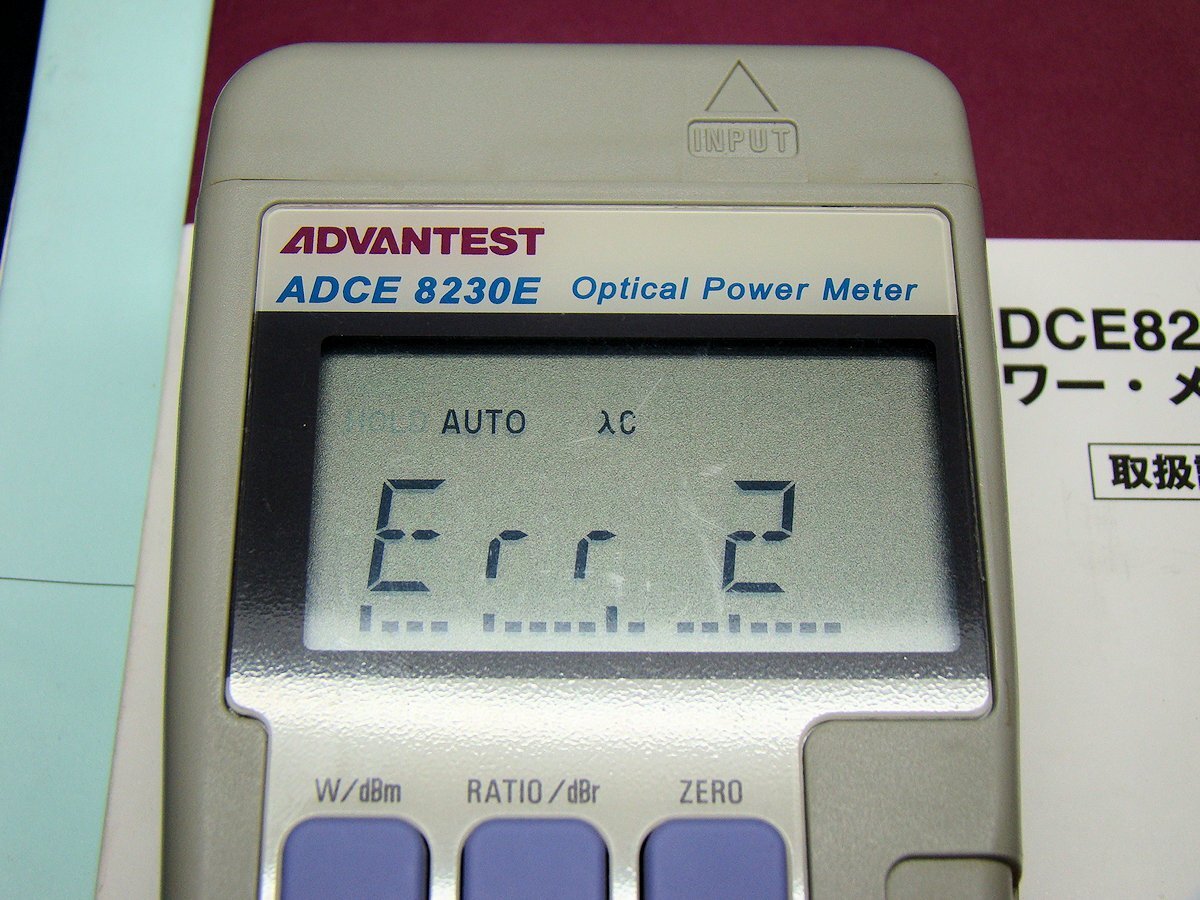 INPUT
ADVANTEST
ADCE 8230E Optical Power Meter
HOLD AUTO λC
Err 2
W/dBm RATIO/dBr ZERO
DCE82
ワー・メ
取扱